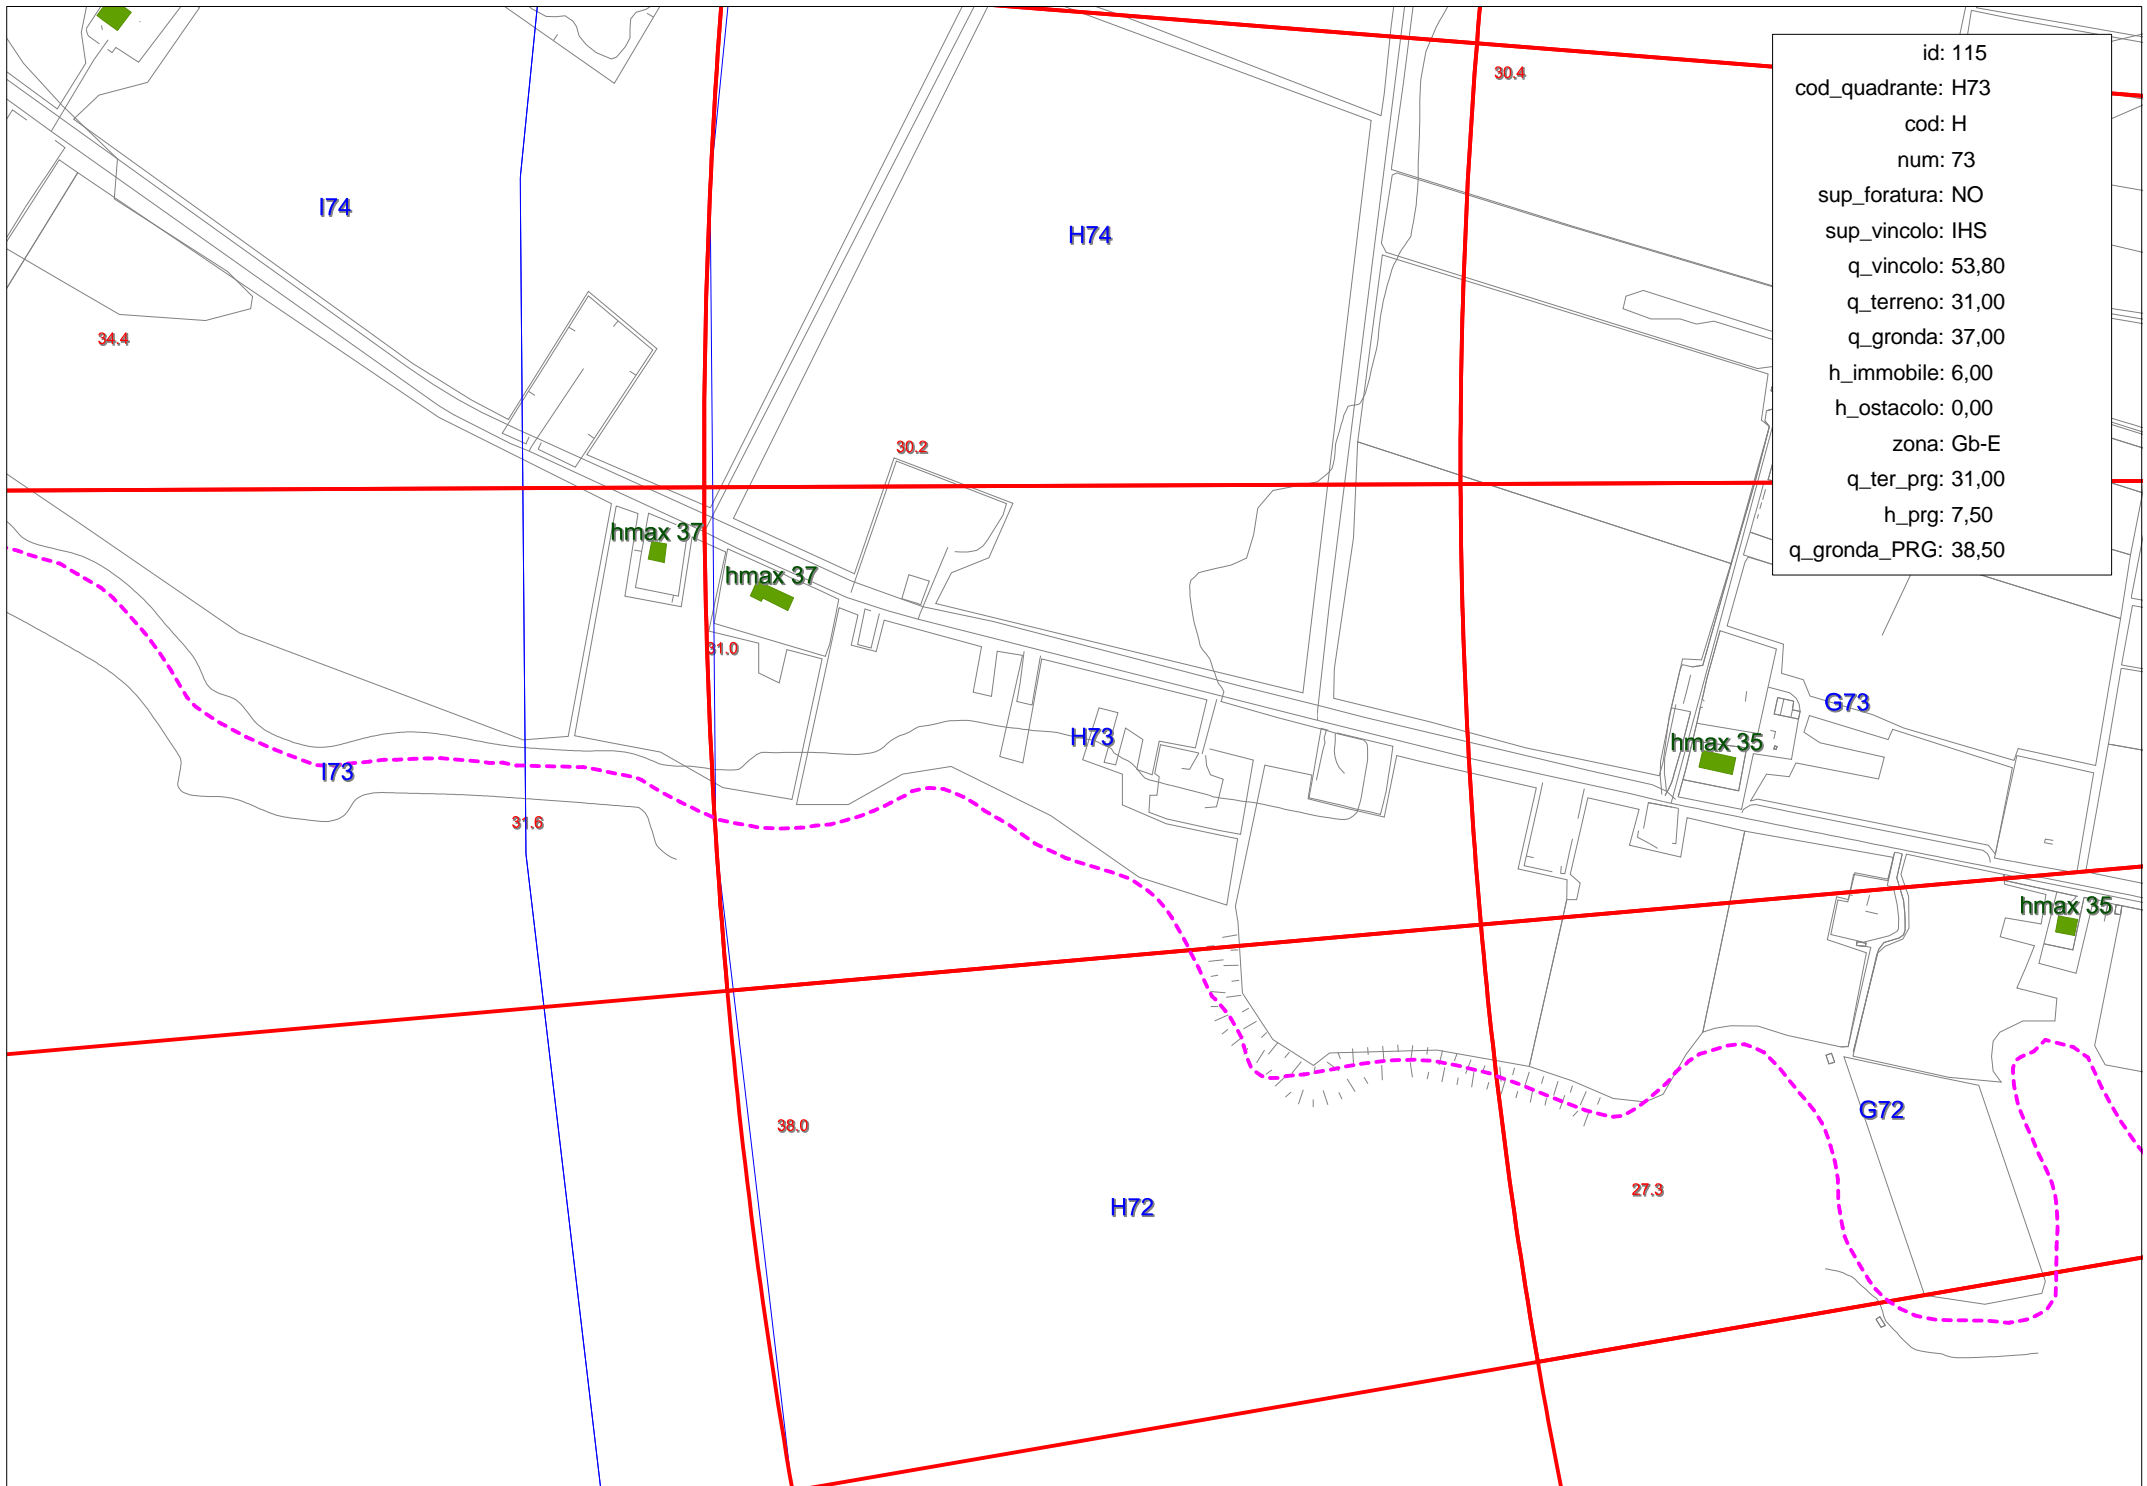 30.4
id: 115
cod_quadrante: H73
cod: H
num: 73
sup_foratura: NO
sup_vincolo: IHS
q_vincolo: 53,80
q_terreno: 31,00
q_gronda: 37,00
h_immobile: 6,00
h_ostacolo: 0,00
zona: Gb-E
q_ter_prg: 31,00
h_prg: 7,50
q_gronda_PRG: 38,50
I74
H74
34.4
30.2
hmax 37
hmax 37
31.0
G73
H73
hmax 35
I73
31.6
hmax 35
38.0
G72
27.3
H72